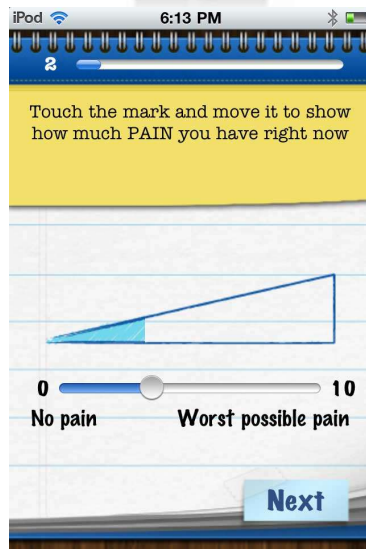 iPod 6:13 PM
2
Touch the mark and move it to show
how much PAIN you have right now
0 10
No pain Worst possible pain
Next